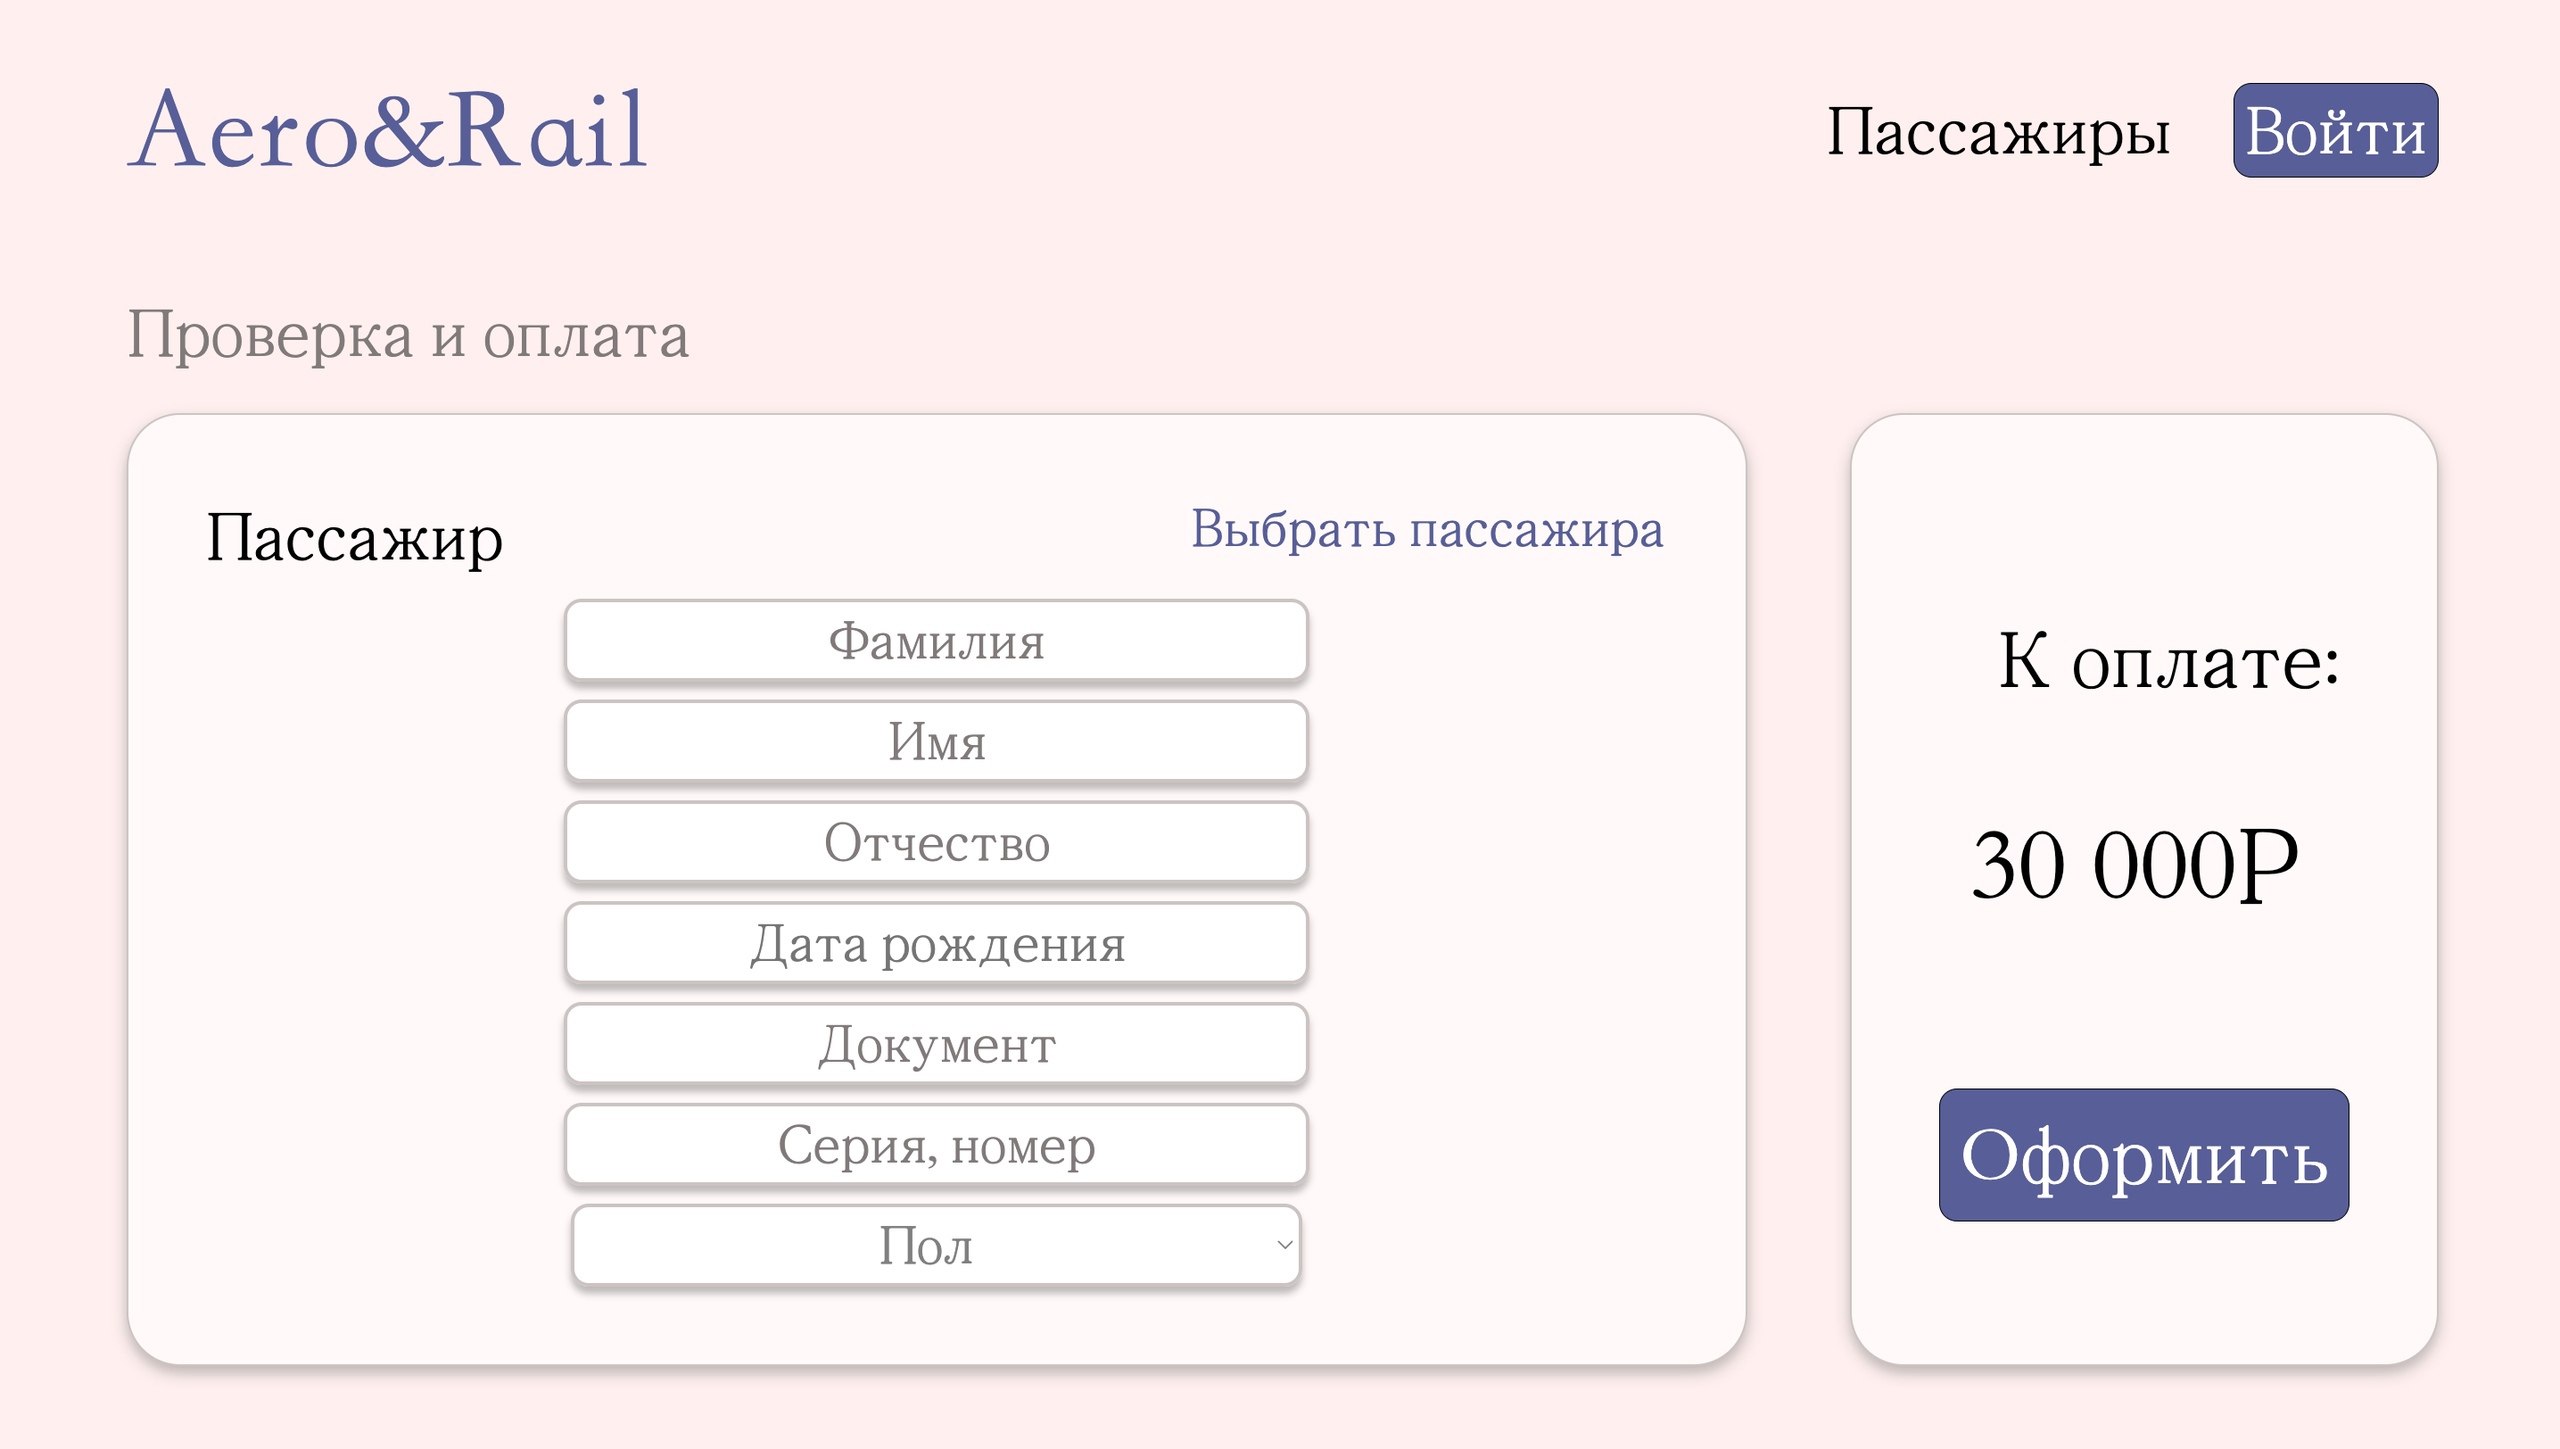 Aero&Rail
Пассажиры
Войти
Проверка и оплата
Пассажир
Выбрать пассажира
Фамилия
Имя
Отчество
Дата рождения
Документ
Серия, номер
Пол
К оплате:
30 000Р
Оформить